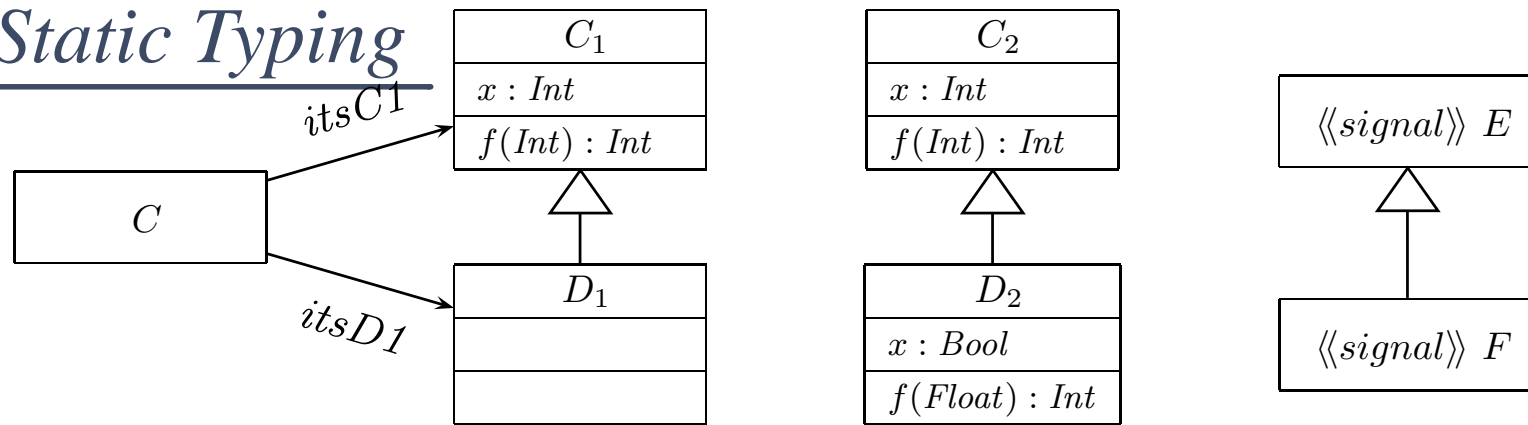 Static Typing
itsC1
C
itsD1
C₁
x : Int
f(Int) : Int
D₁
C₂
x : Int
f(Int) : Int
D₂
x : Bool
f(Float) : Int
⟪signal⟫ E
⟪signal⟫ F